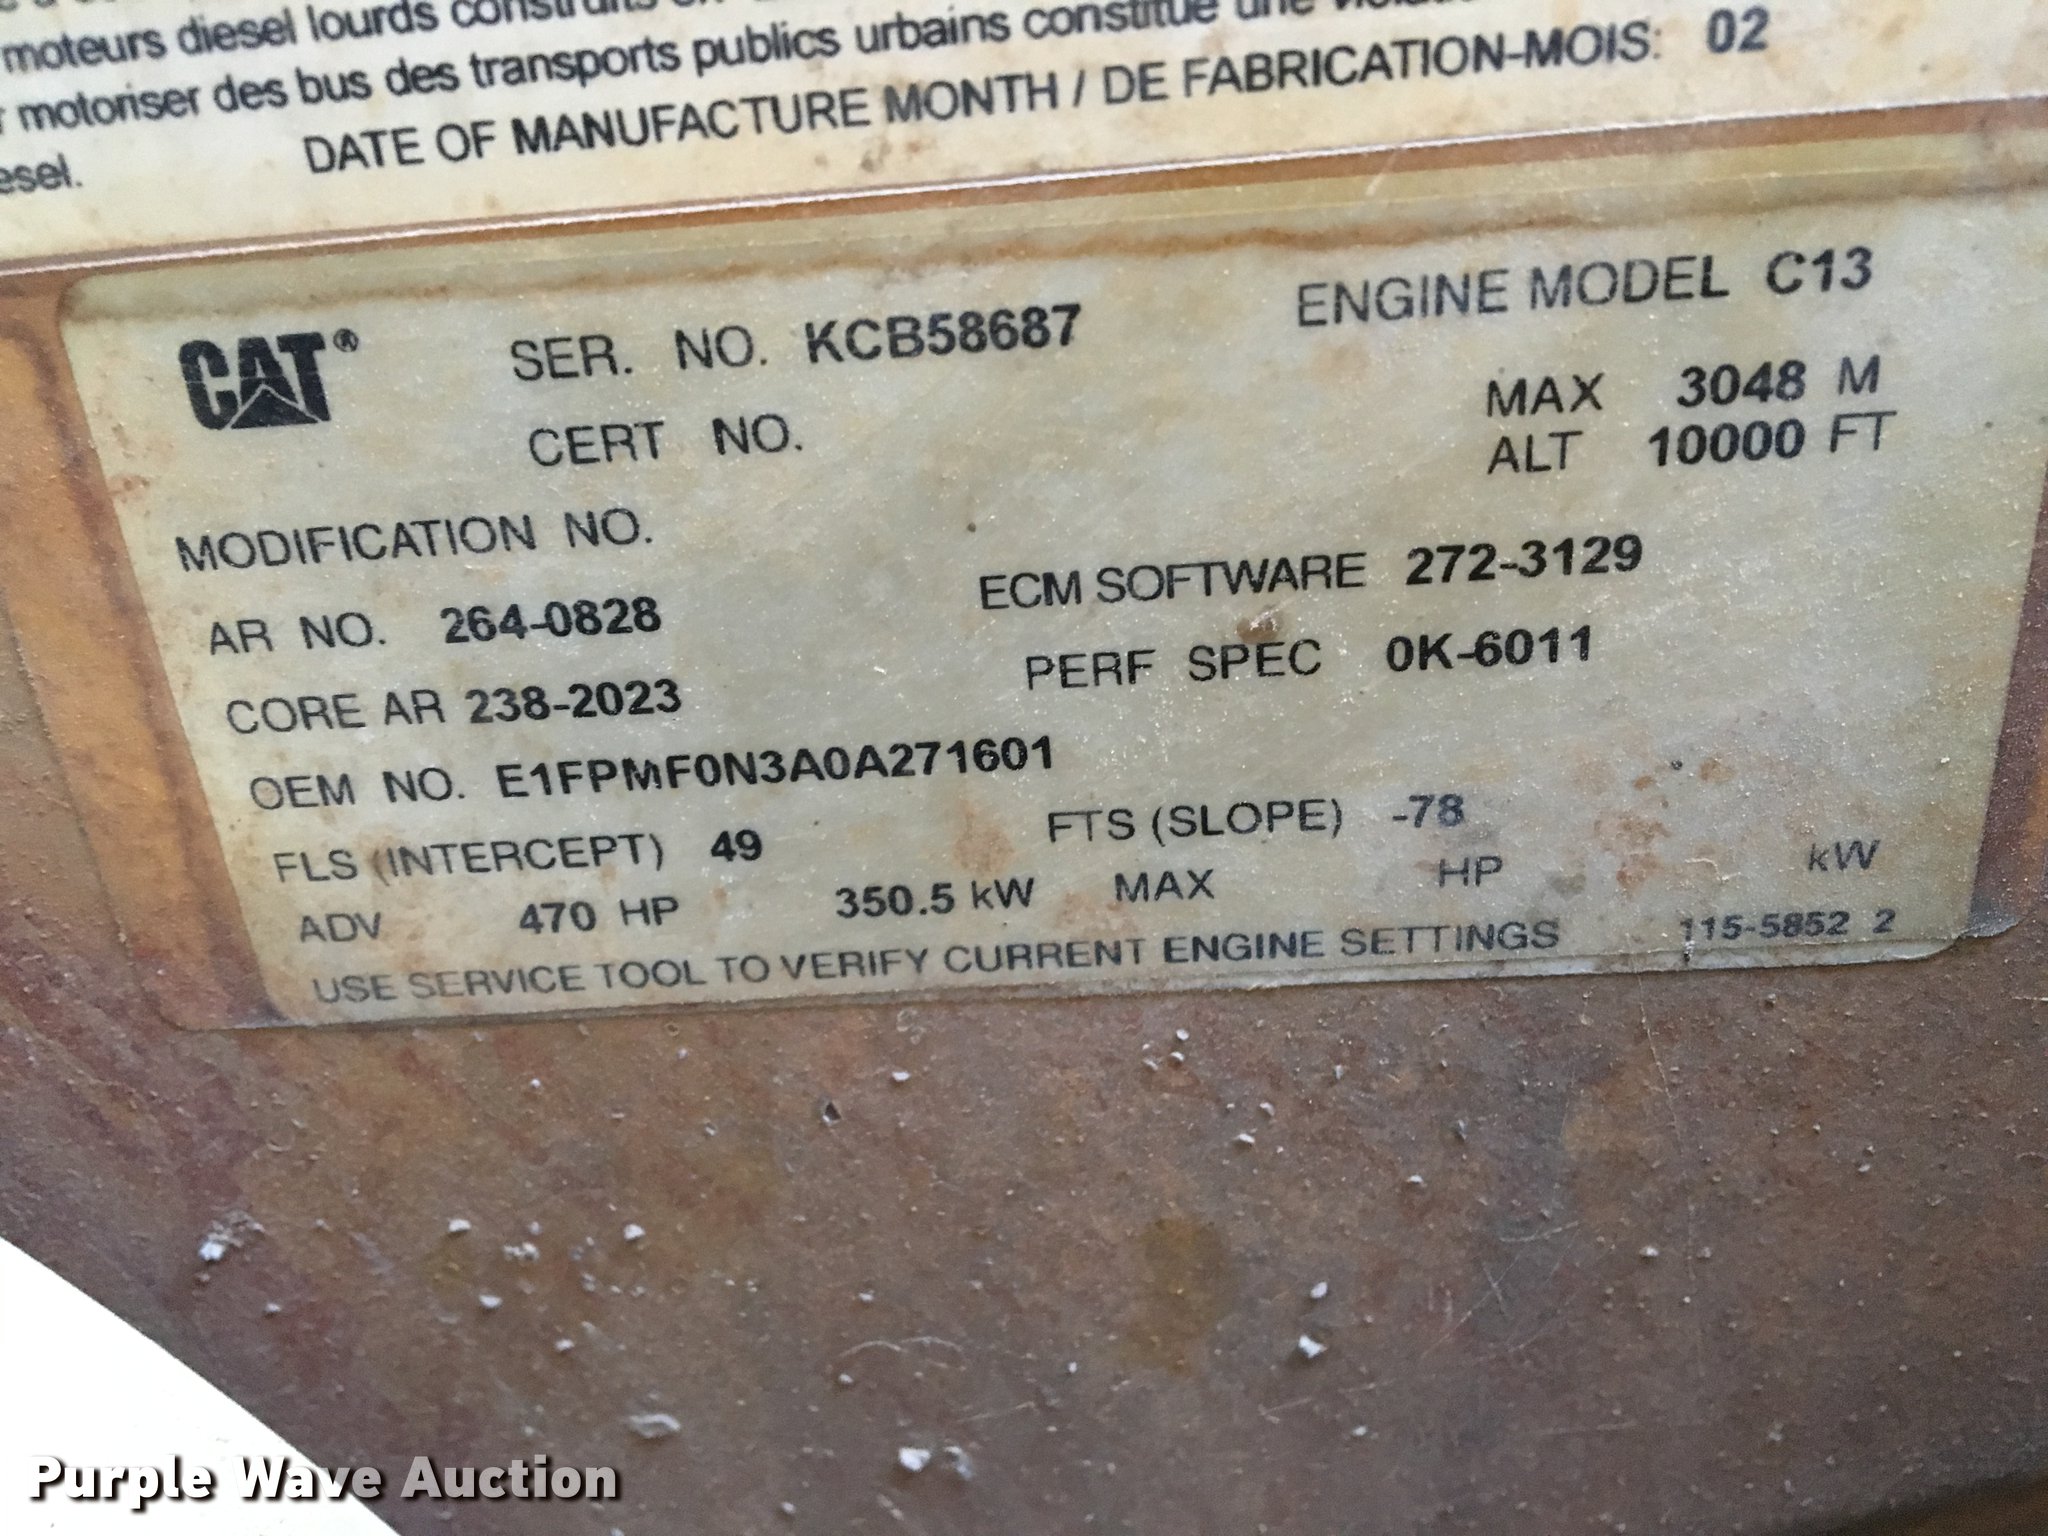 moteurs diesel lourds construits
motoriser des bus des transports publics urbains constitue une
esel.
DATE OF MANUFACTURE MONTH / DE FABRICATION-MOIS: 02
CAT® SER. NO. KCB58687 ENGINE MODEL C13
CERT NO. MAX 3048 M
ALT 10000 FT
MODIFICATION NO.
AR NO. 264-0828 ECM SOFTWARE 272-3129
CORE AR 238-2023 PERF SPEC 0K-6011
OEM NO. E1FPMF0N3A0A271601
FLS (INTERCEPT) 49 FTS (SLOPE) -78
ADV 470 HP 350.5 kW MAX HP kW
USE SERVICE TOOL TO VERIFY CURRENT ENGINE SETTINGS 115-5852 2
Purple Wave Auction